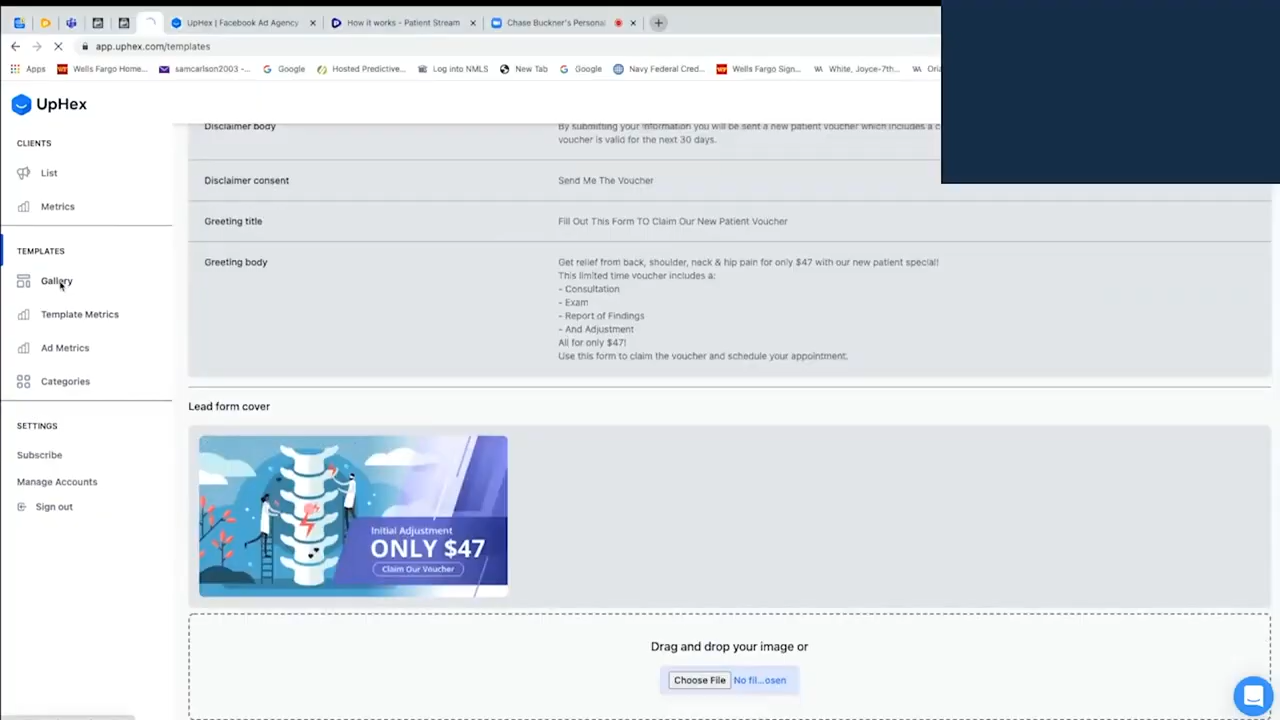 UpHex | Facebook Ad Agency
How it works - Patient Stream
Chase Buckner's Personal
app.uphex.com/templates
Apps
Wells Fargo Home...
samcarlson2003 -...
Google
Hosted Predictive...
Log into NMLS
New Tab
Google
Navy Federal Cred...
Wells Fargo Sign...
White, Joyce-7th...
UpHex
CLIENTS
List
Metrics
TEMPLATES
Gallery
Template Metrics
Ad Metrics
Categories
SETTINGS
Subscribe
Manage Accounts
Sign out
Disclaimer body
By submitting your information you will be sent a new patient voucher which includes a c
voucher is valid for the next 30 days.
Disclaimer consent
Send Me The Voucher
Greeting title
Fill Out This Form TO Claim Our New Patient Voucher
Greeting body
Get relief from back, shoulder, neck & hip pain for only $47 with our new patient special!
This limited time voucher includes a:
- Consultation
- Exam
- Report of Findings
- And Adjustment
All for only $47!
Use this form to claim the voucher and schedule your appointment.
Lead form cover
Initial Adjustment
ONLY $47
Claim Our Voucher
Drag and drop your image or
Choose File No fil...osen